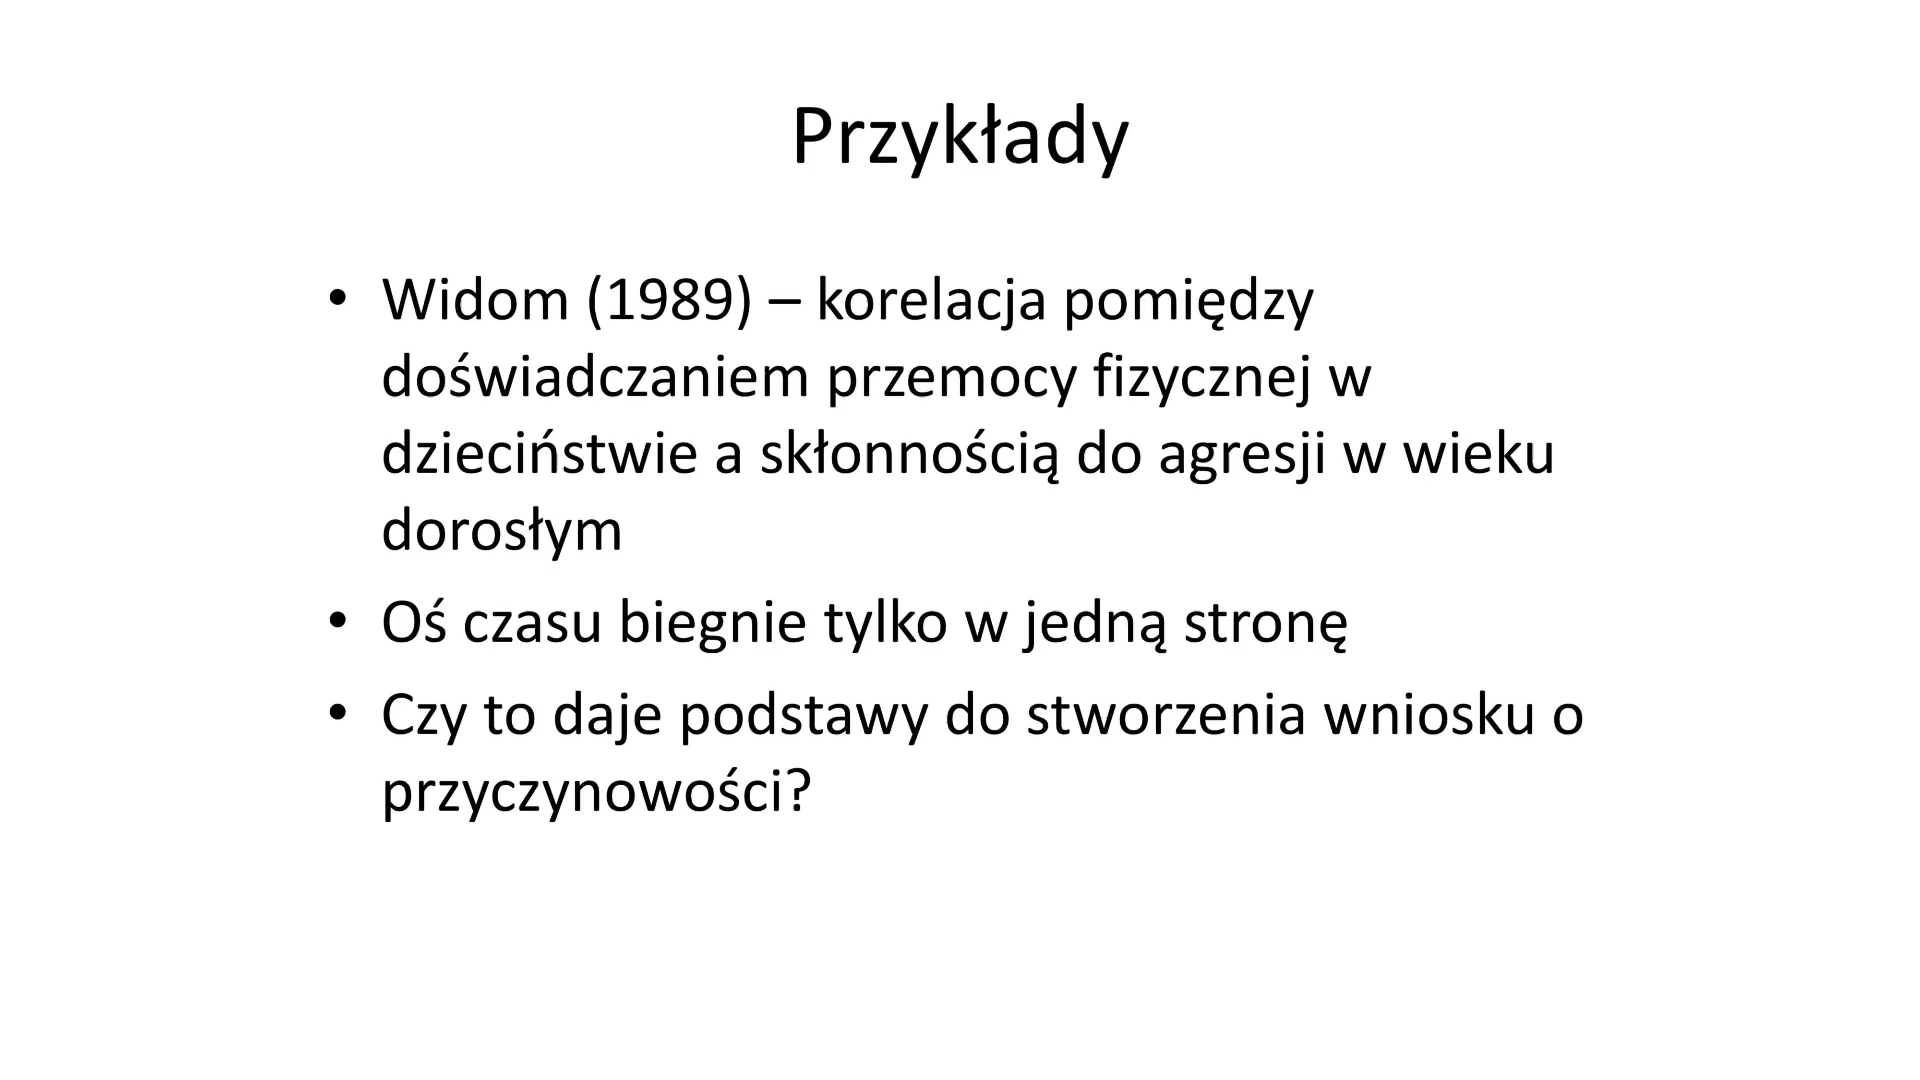 Przykłady
• Widom (1989) – korelacja pomiędzy
doświadczaniem przemocy fizycznej w
dzieciństwie a skłonnością do agresji w wieku
dorosłym
• Oś czasu biegnie tylko w jedną stronę
• Czy to daje podstawy do stworzenia wniosku o
przyczynowości?